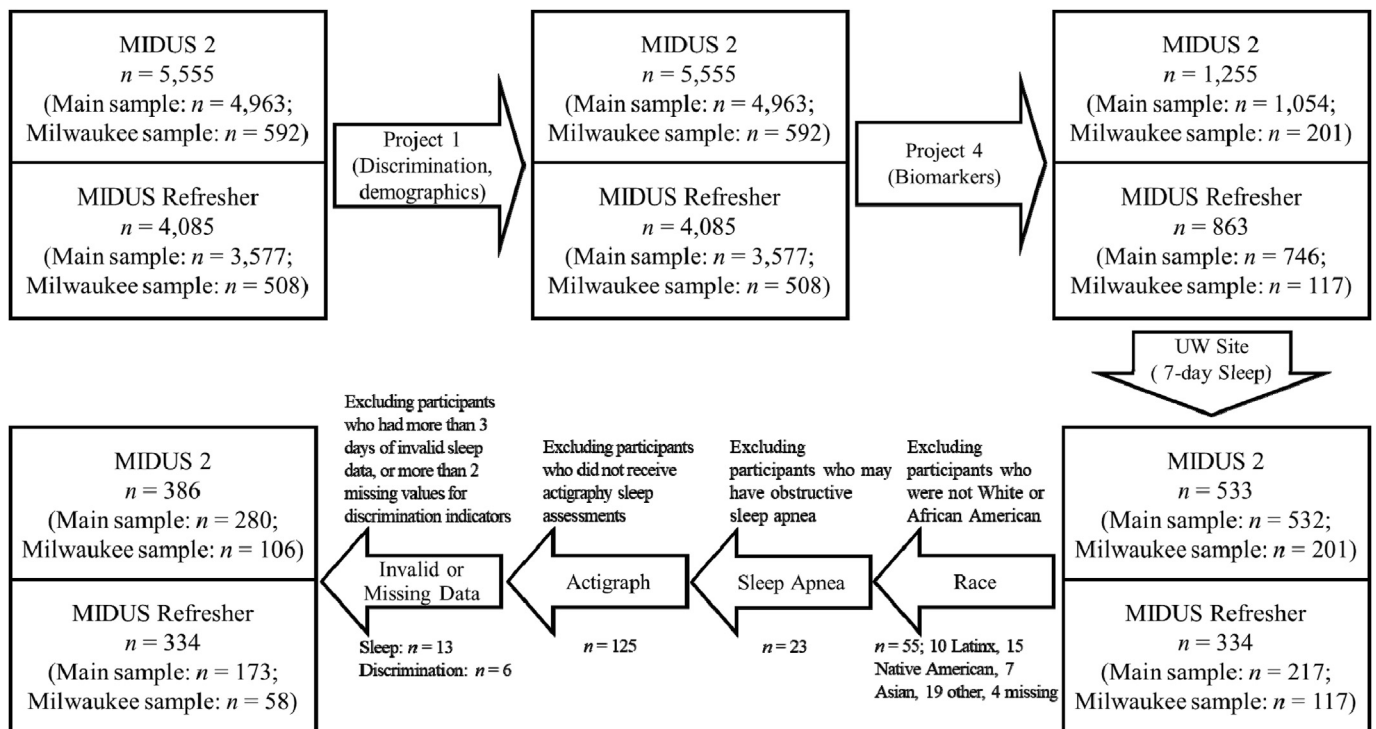 MIDUS 2
n = 5,555
(Main sample: n = 4,963;
Milwaukee sample: n = 592)
MIDUS Refresher
n = 4,085
(Main sample: n = 3,577;
Milwaukee sample: n = 508)
Project 1
(Discrimination,
demographics)
MIDUS 2
n = 5,555
(Main sample: n = 4,963;
Milwaukee sample: n = 592)
MIDUS Refresher
n = 4,085
(Main sample: n = 3,577;
Milwaukee sample: n = 508)
Project 4
(Biomarkers)
MIDUS 2
n = 1,255
(Main sample: n = 1,054;
Milwaukee sample: n = 201)
MIDUS Refresher
n = 863
(Main sample: n = 746;
Milwaukee sample: n = 117)
UW Site
( 7-day Sleep)
MIDUS 2
n = 533
(Main sample: n = 532;
Milwaukee sample: n = 201)
MIDUS Refresher
n = 334
(Main sample: n = 217;
Milwaukee sample: n = 117)
Excluding
participants who
were not White or
African American
Race
n = 55; 10 Latinx, 15
Native American, 7
Asian, 19 other, 4 missing
Excluding
participants who may
have obstructive
sleep apnea
Sleep Apnea
n = 23
Excluding participants
who did not receive
actigraphy sleep
assessments
Actigraph
n = 125
Excluding participants
who had more than 3
days of invalid sleep
data, or more than 2
missing values for
discrimination indicators
Invalid or
Missing Data
Sleep: n = 13
Discrimination: n = 6
MIDUS 2
n = 386
(Main sample: n = 280;
Milwaukee sample: n = 106)
MIDUS Refresher
n = 334
(Main sample: n = 173;
Milwaukee sample: n = 58)